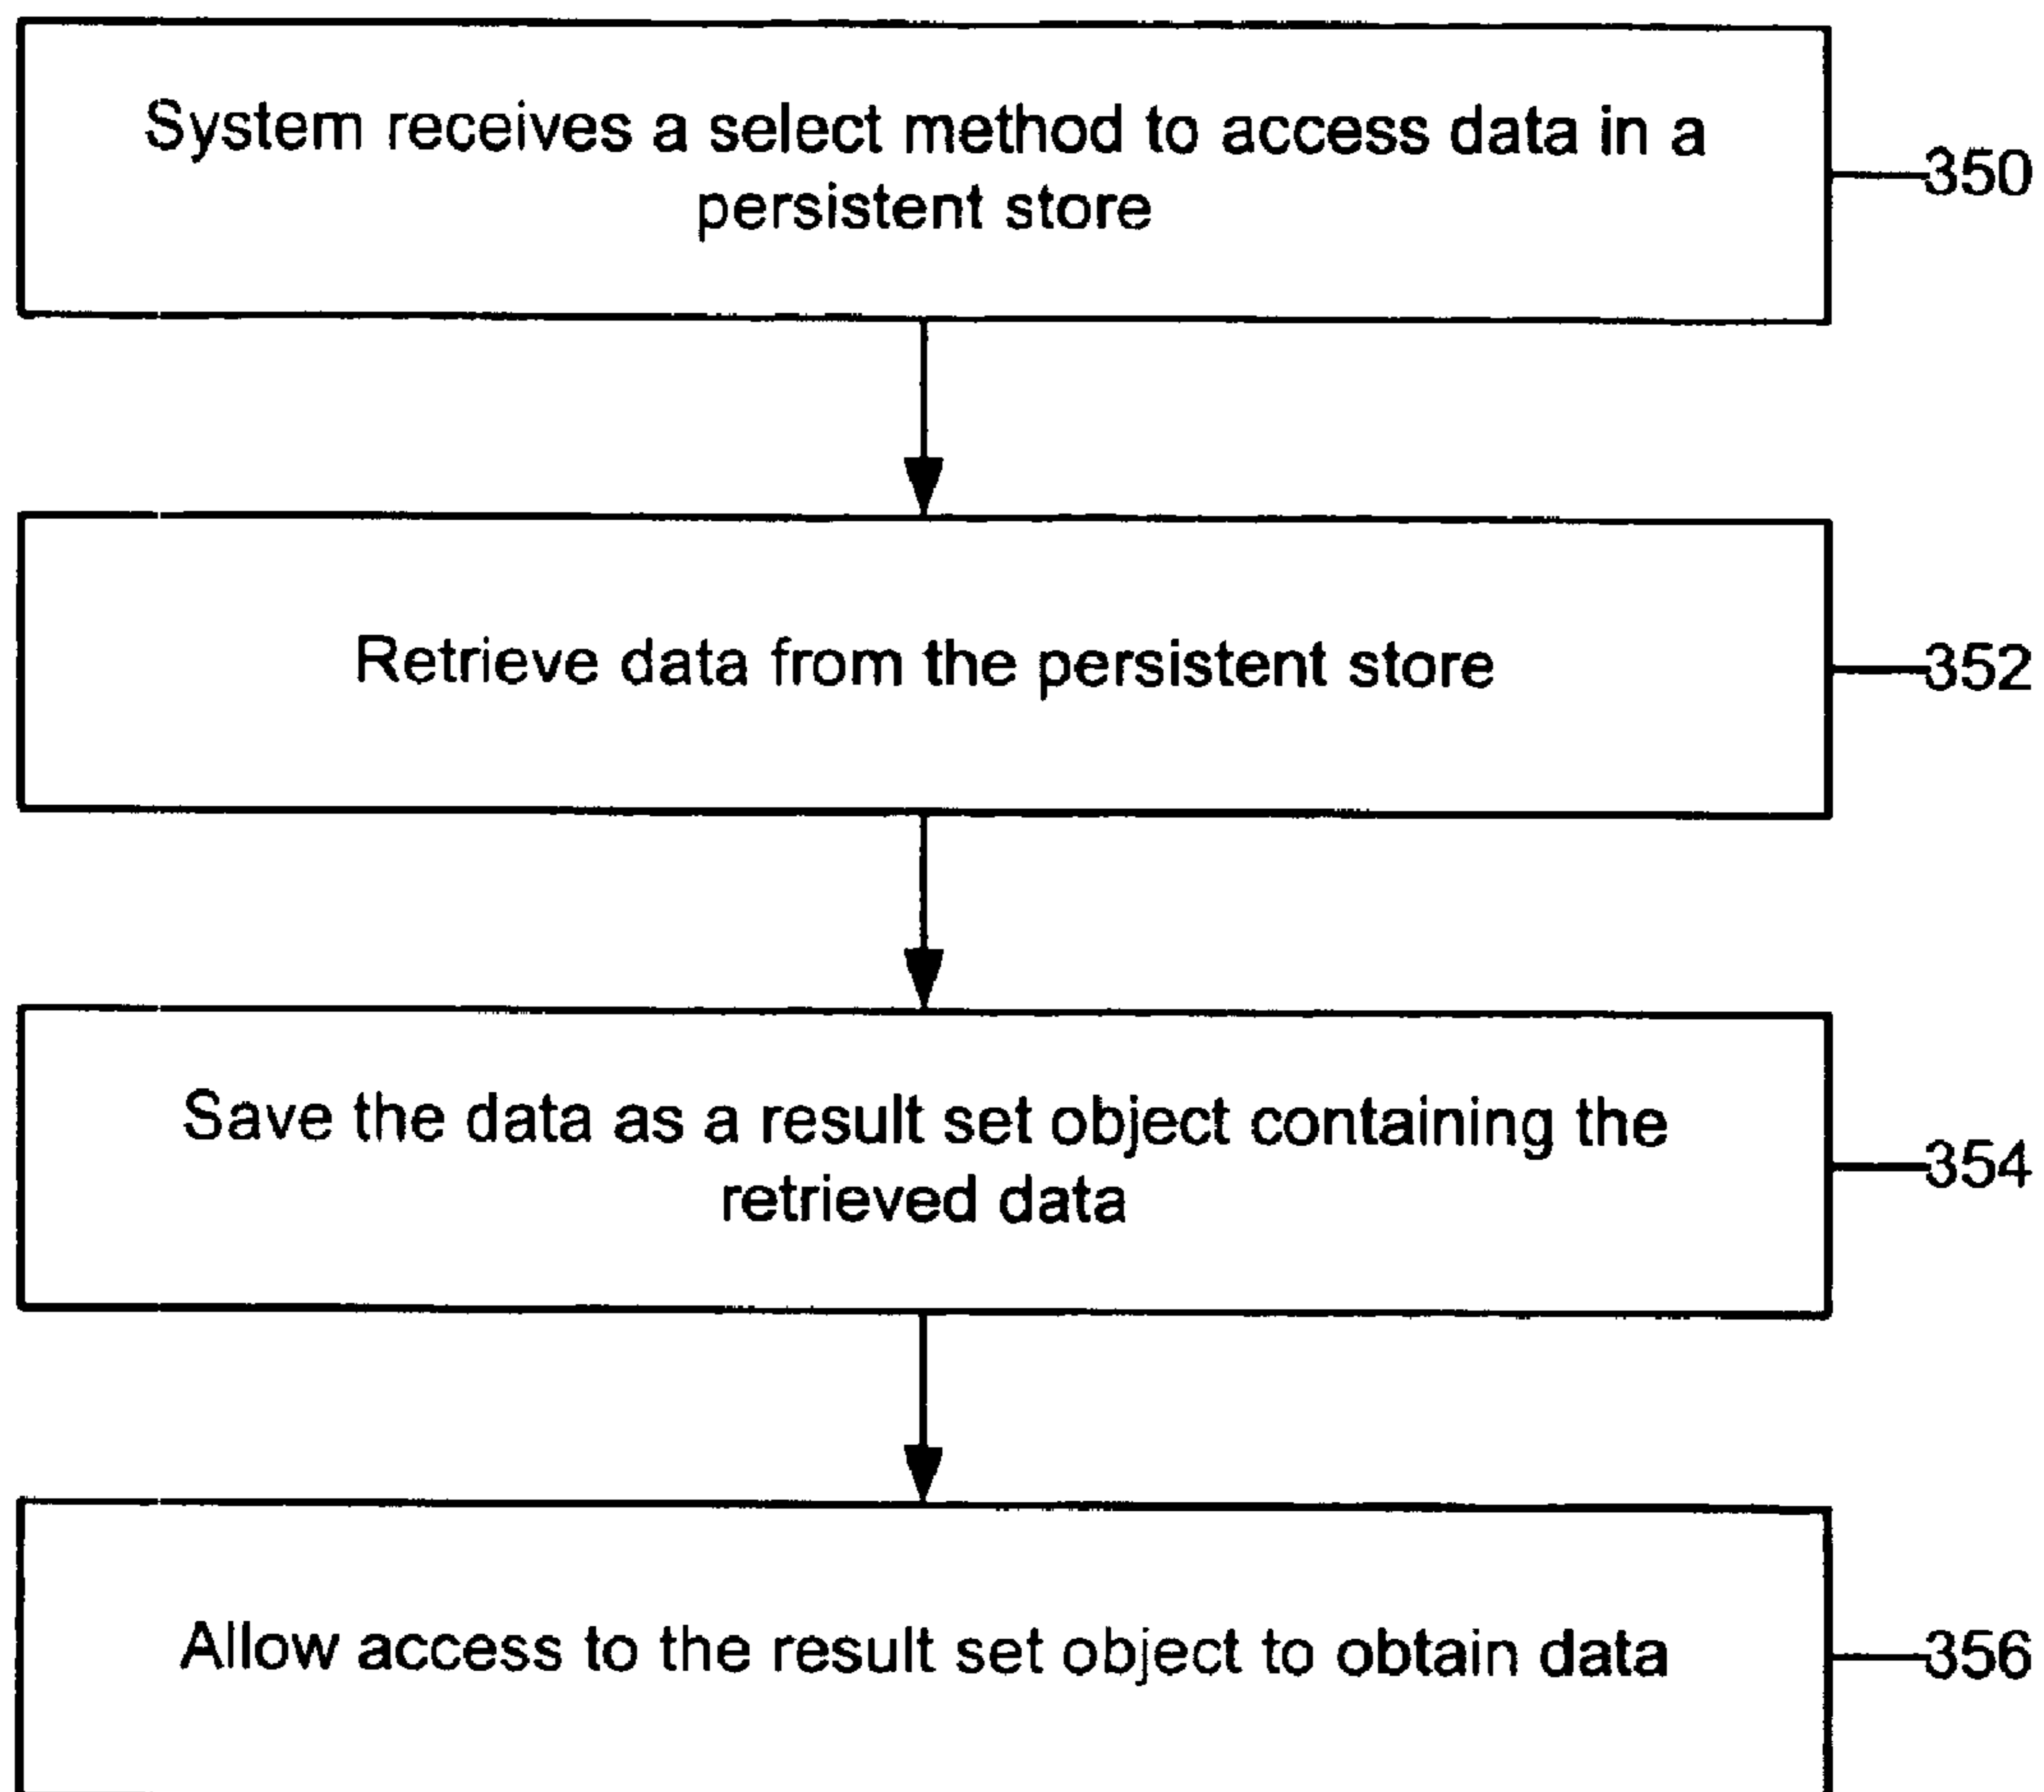 System receives a select method to access data in a
persistent store
350
Retrieve data from the persistent store
352
Save the data as a result set object containing the
retrieved data
354
Allow access to the result set object to obtain data
356